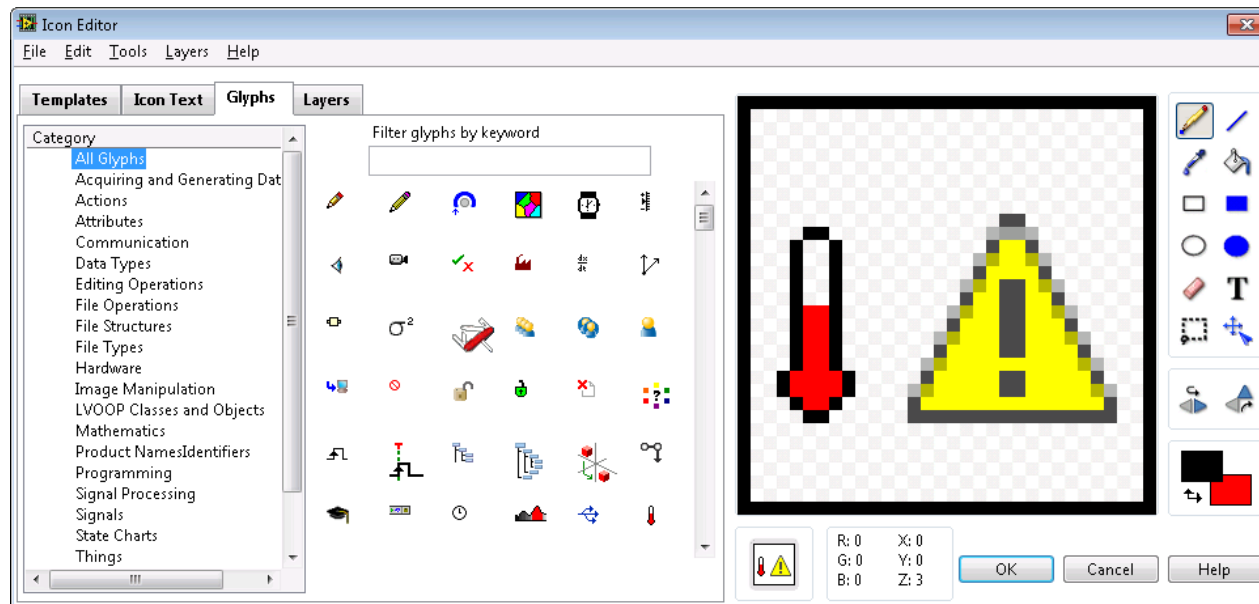 Icon Editor
File Edit Tools Layers Help
Templates Icon Text Glyphs Layers
Category
All Glyphs
Acquiring and Generating Dat
Actions
Attributes
Communication
Data Types
Editing Operations
File Operations
File Structures
File Types
Hardware
Image Manipulation
LVOOP Classes and Objects
Mathematics
Product NamesIdentifiers
Programming
Signal Processing
Signals
State Charts
Things
Filter glyphs by keyword
dx
dt
σ²
?
!
T
R: 0 X: 0
G: 0 Y: 0
B: 0 Z: 3
OK Cancel Help